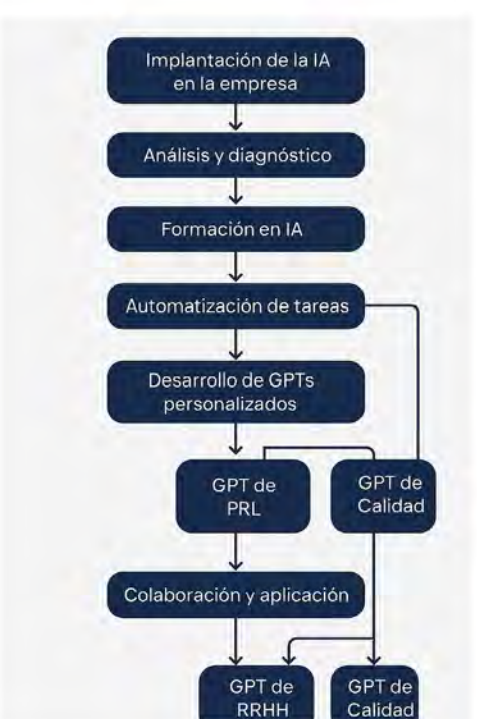 Implantación de la IA
en la empresa
Análisis y diagnóstico
Formación en IA
Automatización de tareas
Desarrollo de GPTs
personalizados
GPT de
PRL
GPT de
Calidad
Colaboración y aplicación
GPT de
RRHH
GPT de
Calidad